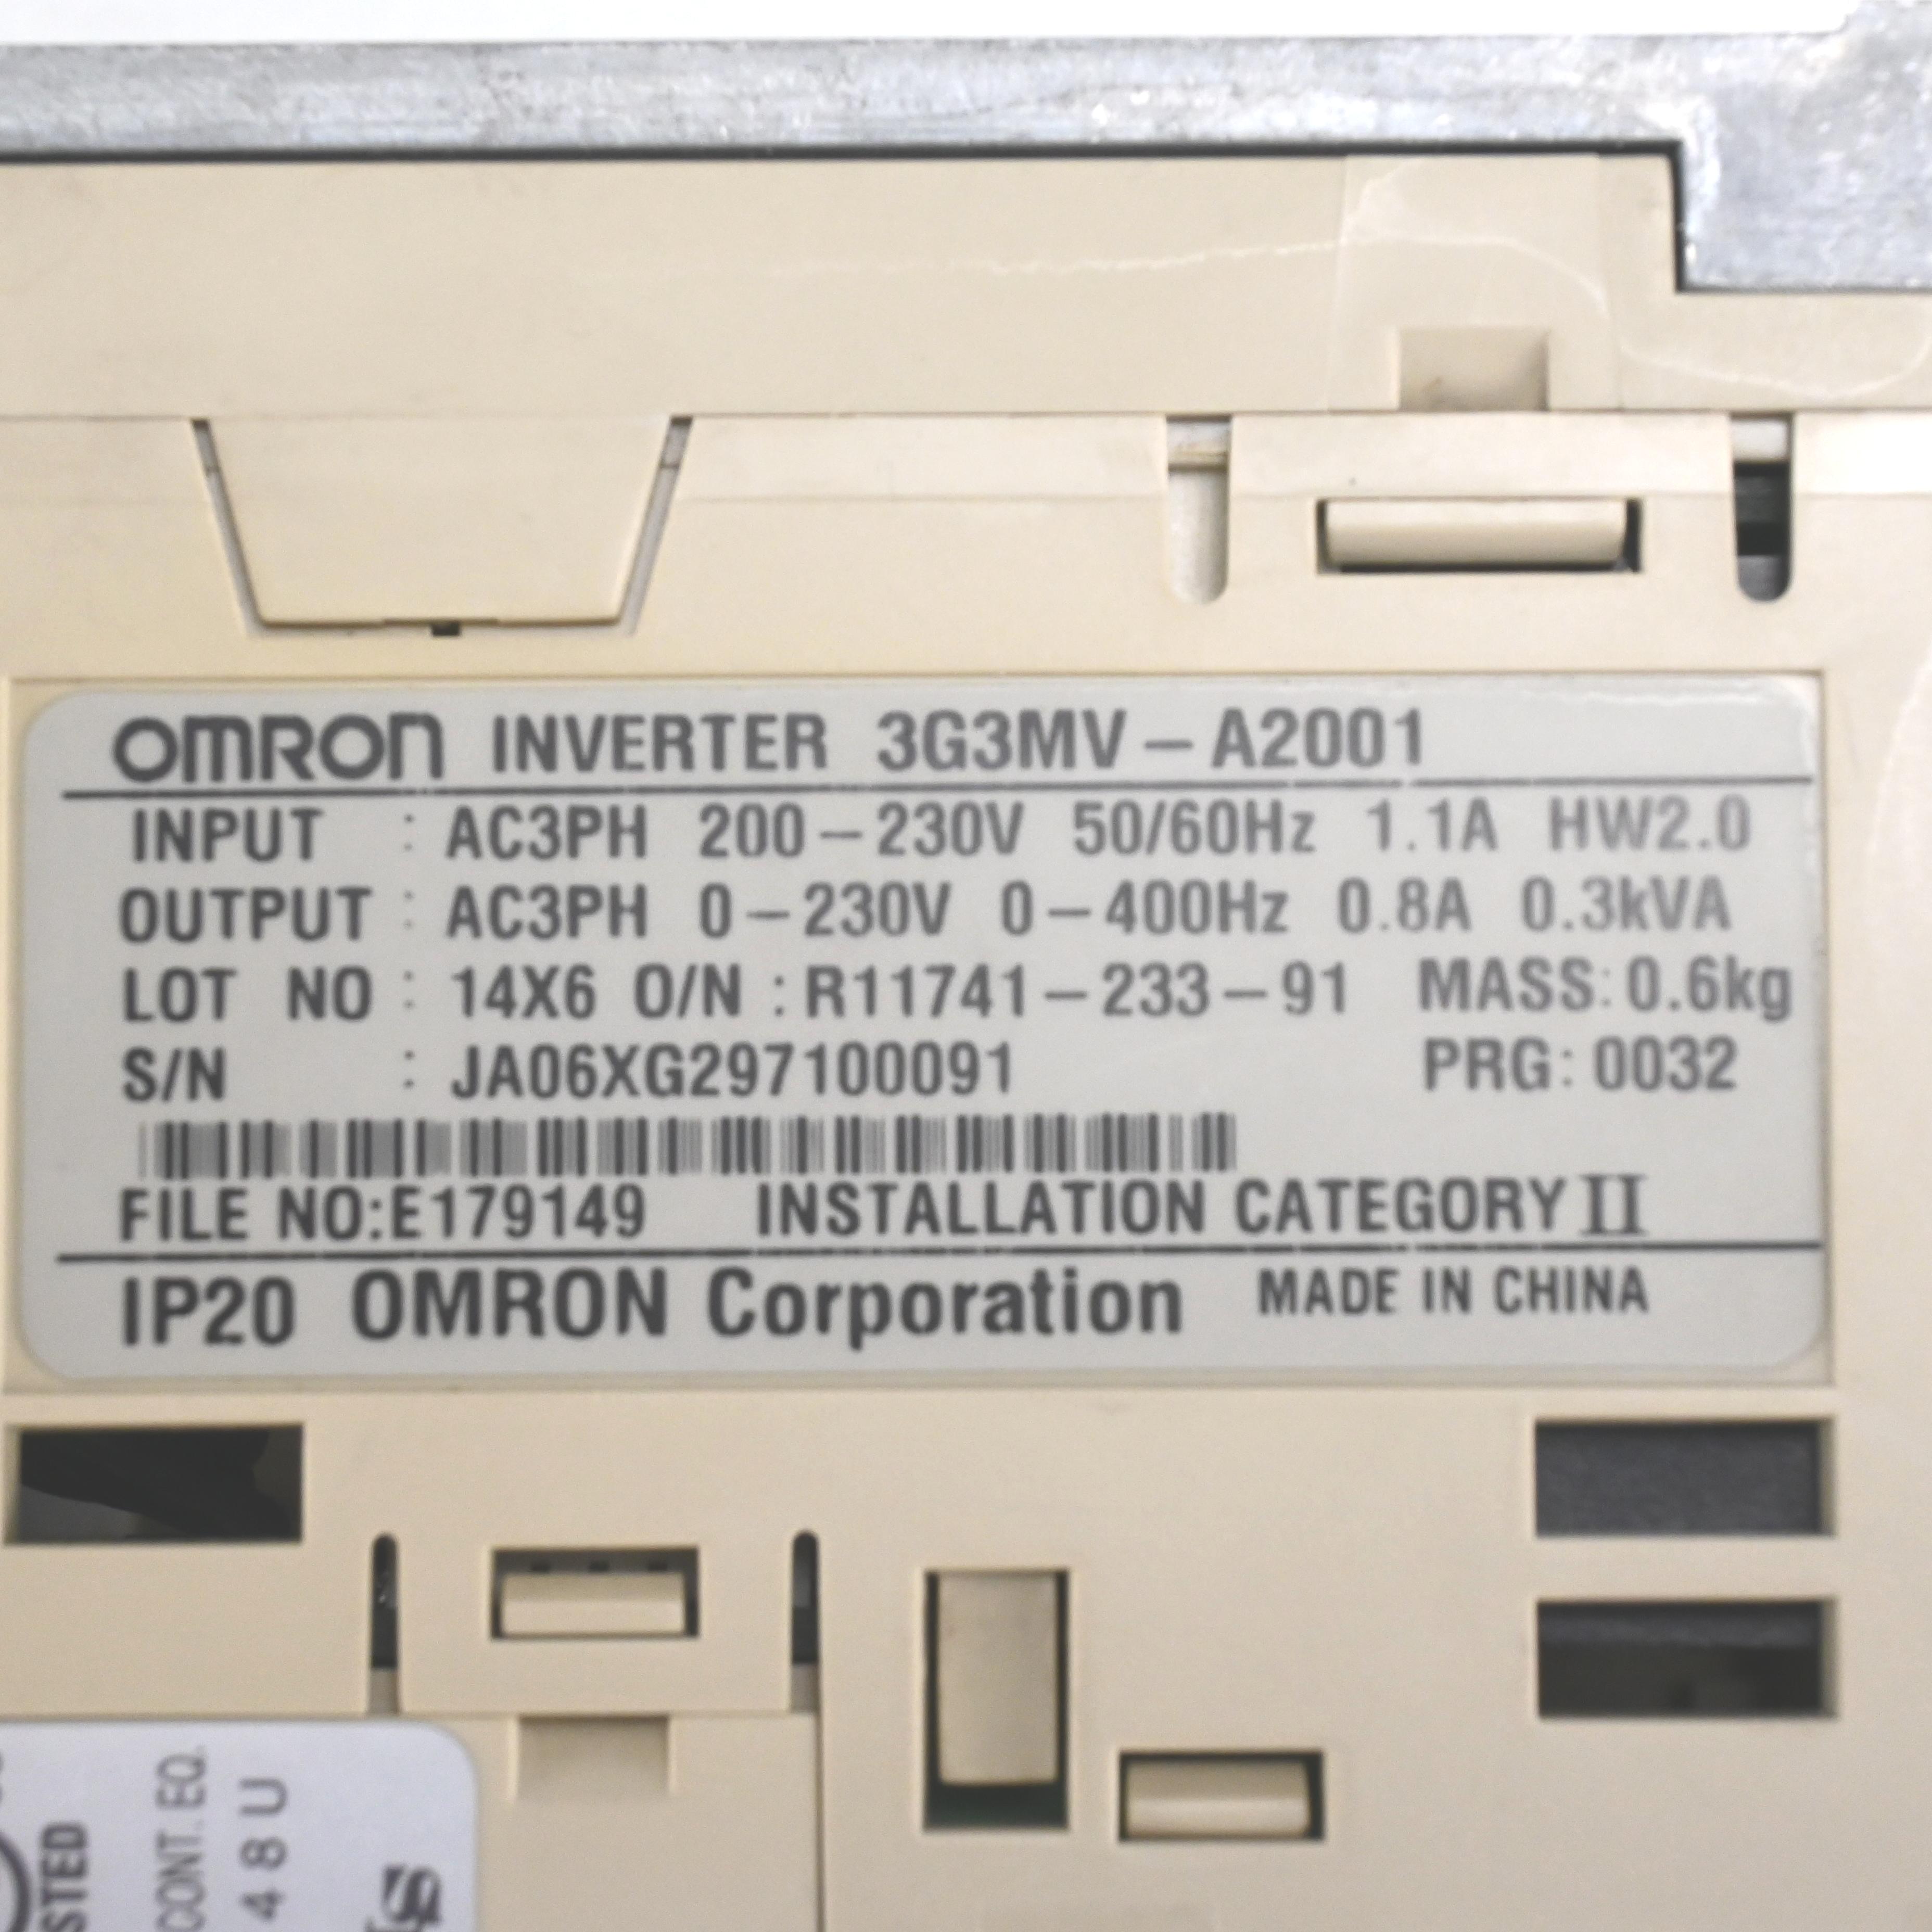 OMRON INVERTER 3G3MV-A2001
INPUT : AC3PH 200-230V 50/60Hz 1.1A HW2.0
OUTPUT : AC3PH 0-230V 0-400Hz 0.8A 0.3kVA
LOT NO : 14X6 O/N : R11741-233-91 MASS: 0.6kg
S/N : JA06XG297100091 PRG: 0032
FILE NO:E179149 INSTALLATION CATEGORY II
IP20 OMRON Corporation MADE IN CHINA
STED
CONT. EQ.
48U